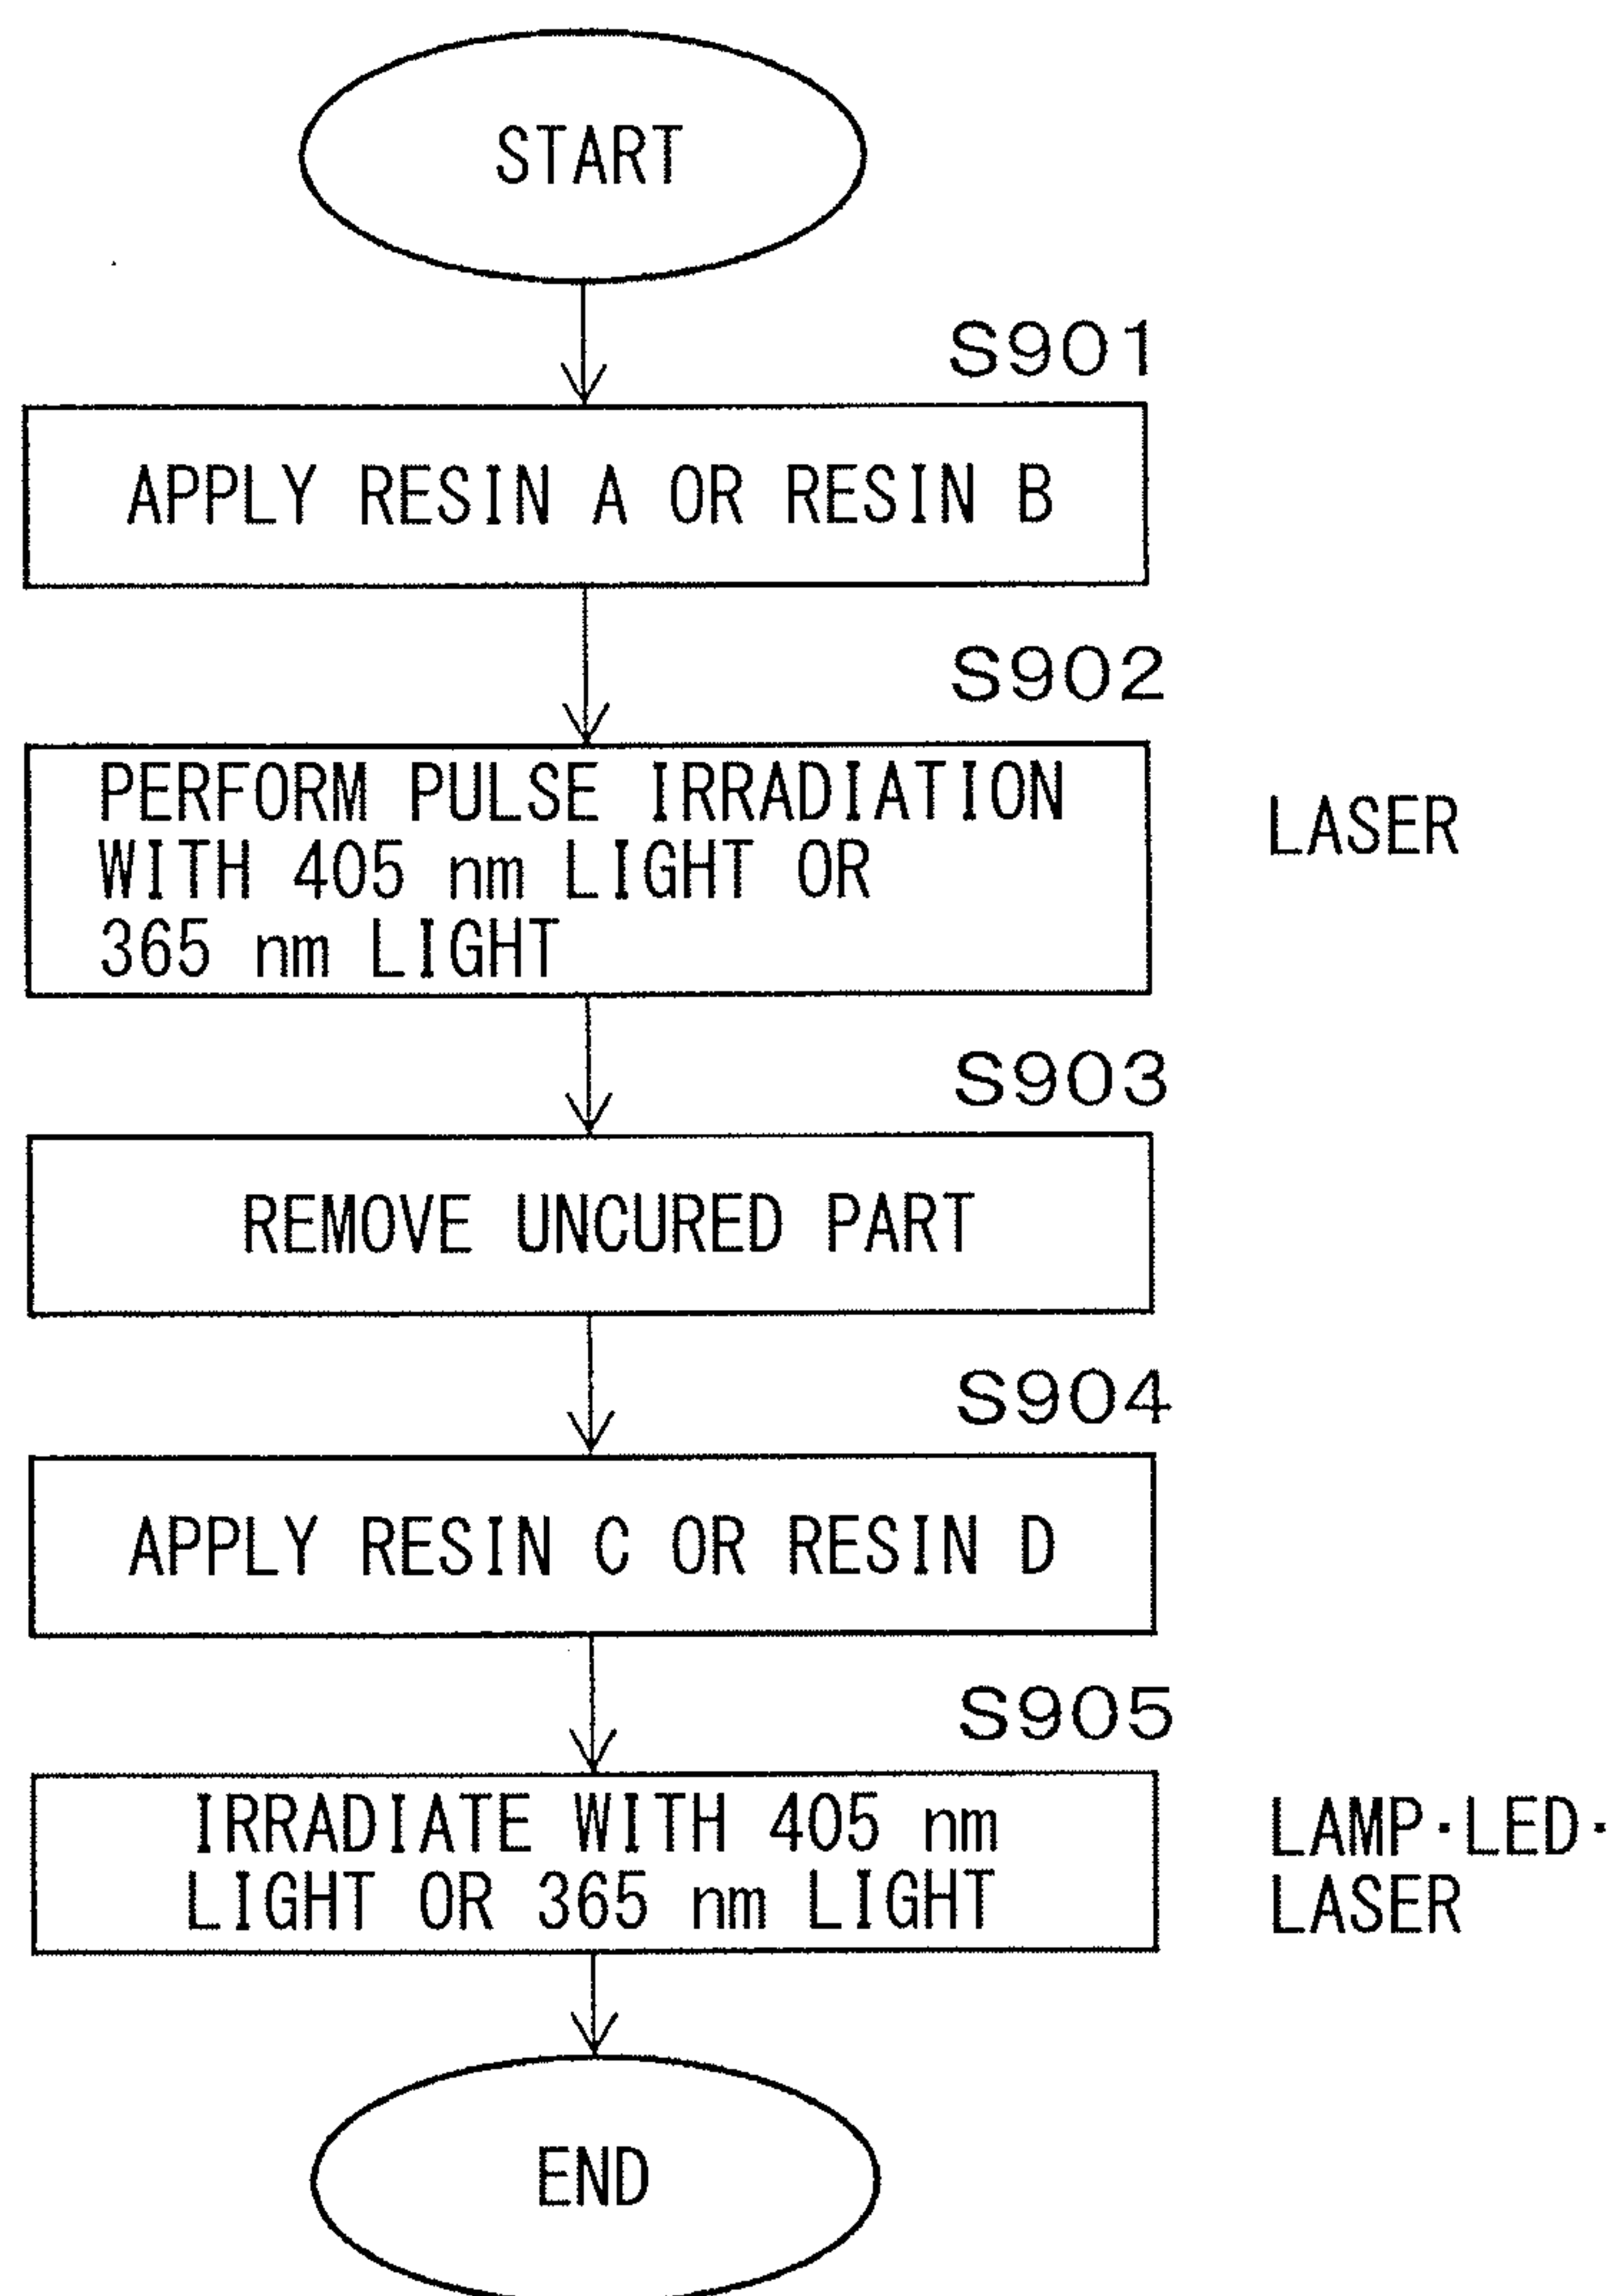 START
S901
APPLY RESIN A OR RESIN B
S902
PERFORM PULSE IRRADIATION
WITH 405 nm LIGHT OR
365 nm LIGHT
LASER
S903
REMOVE UNCURED PART
S904
APPLY RESIN C OR RESIN D
S905
IRRADIATE WITH 405 nm
LIGHT OR 365 nm LIGHT
LAMP·LED·
LASER
END